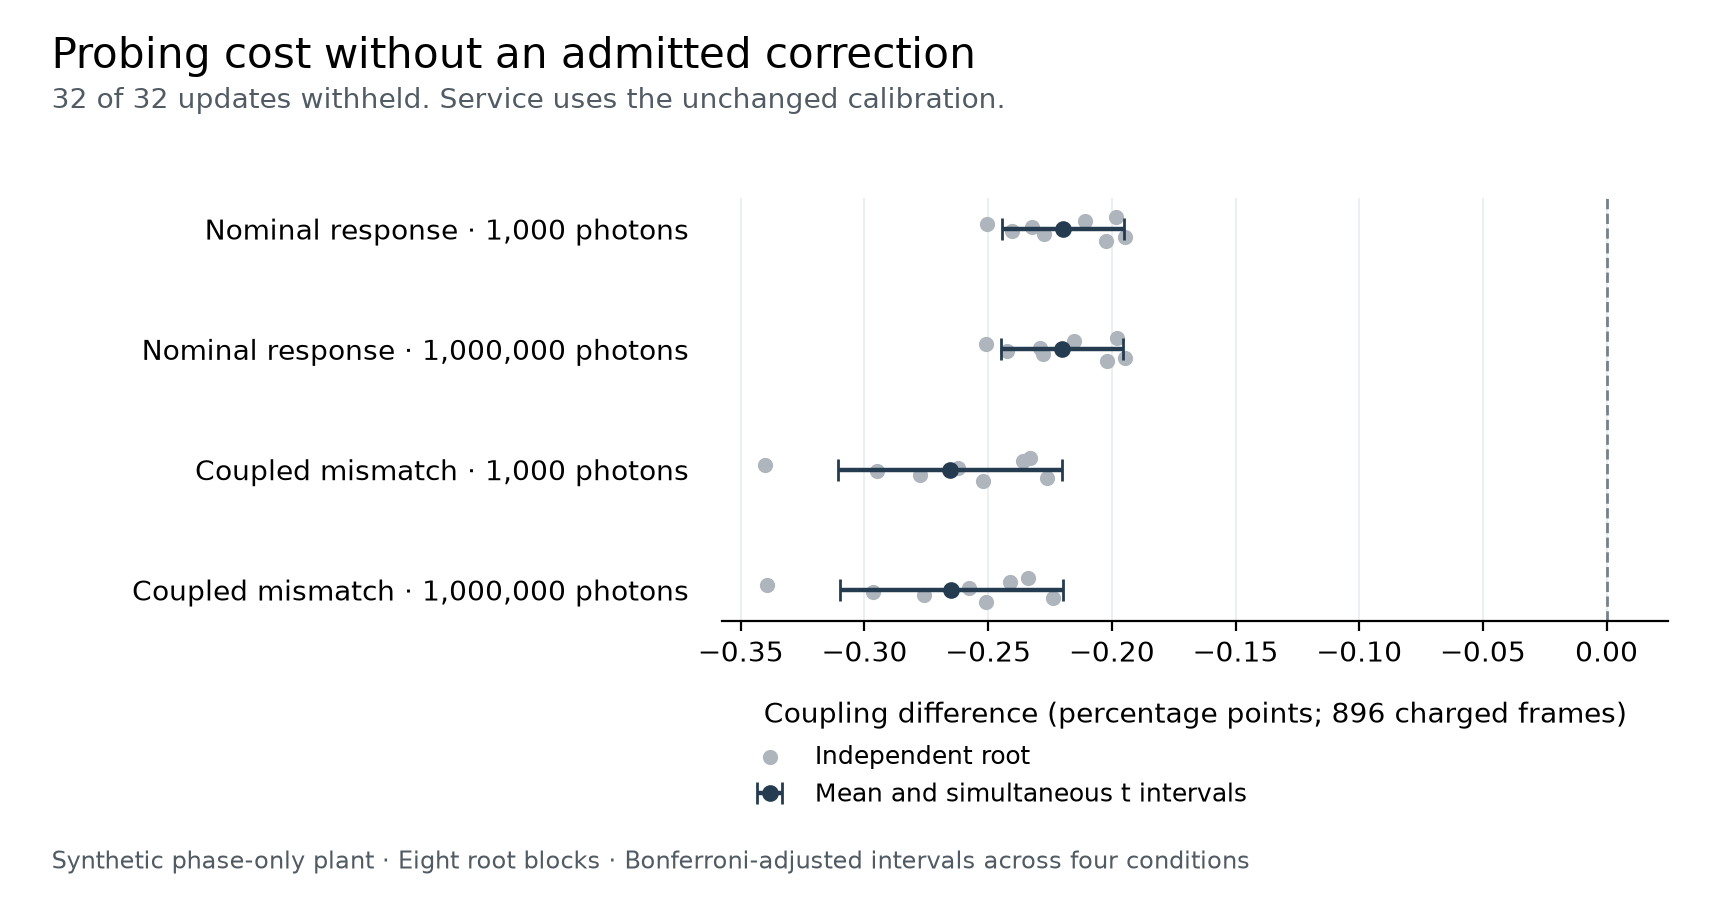 Probing cost without an admitted correction
32 of 32 updates withheld. Service uses the unchanged calibration.
Nominal response · 1,000 photons
Nominal response · 1,000,000 photons
Coupled mismatch · 1,000 photons
Coupled mismatch · 1,000,000 photons
−0.35 −0.30 −0.25 −0.20 −0.15 −0.10 −0.05 0.00
Coupling difference (percentage points; 896 charged frames)
Independent root
Mean and simultaneous t intervals
Synthetic phase-only plant · Eight root blocks · Bonferroni-adjusted intervals across four conditions